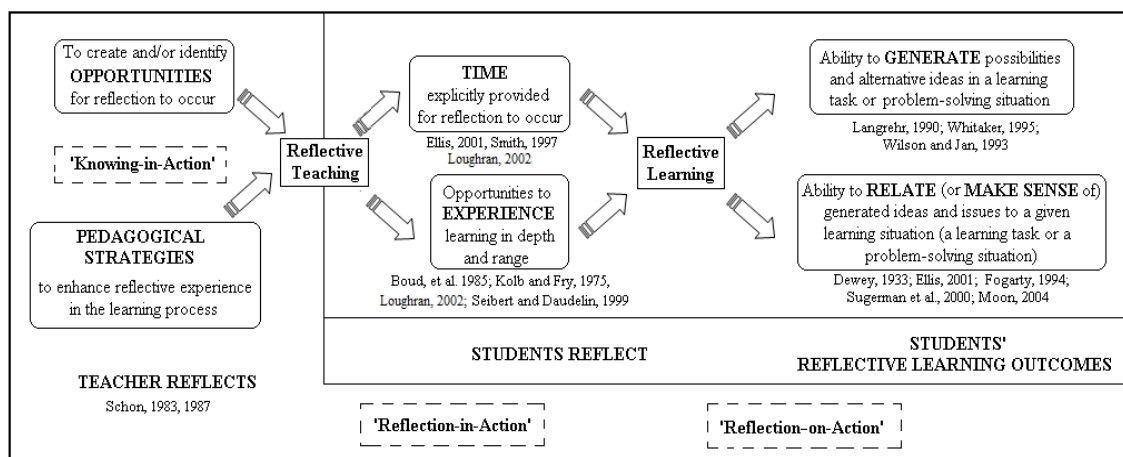 To create and/or identify
OPPORTUNITIES
for reflection to occur
'Knowing-in-Action'
PEDAGOGICAL
STRATEGIES
to enhance reflective experience
in the learning process
TEACHER REFLECTS
Schon, 1983, 1987
Reflective
Teaching
TIME
explicitly provided
for reflection to occur
Ellis, 2001, Smith, 1997
Loughran, 2002
Opportunities to
EXPERIENCE
learning in depth
and range
Boud, et al. 1985; Kolb and Fry, 1975,
Loughran, 2002; Seibert and Daudelin, 1999
Reflective
Learning
Ability to GENERATE possibilities
and alternative ideas in a learning
task or problem-solving situation
Langrehr, 1990; Whitaker, 1995;
Wilson and Jan, 1993
Ability to RELATE (or MAKE SENSE of)
generated ideas and issues to a given
learning situation (a learning task or a
problem-solving situation)
Dewey, 1933; Ellis, 2001; Fogarty, 1994;
Sugerman et al., 2000; Moon, 2004
STUDENTS REFLECT
STUDENTS'
REFLECTIVE LEARNING OUTCOMES
'Reflection-in-Action'
'Reflection-on-Action'